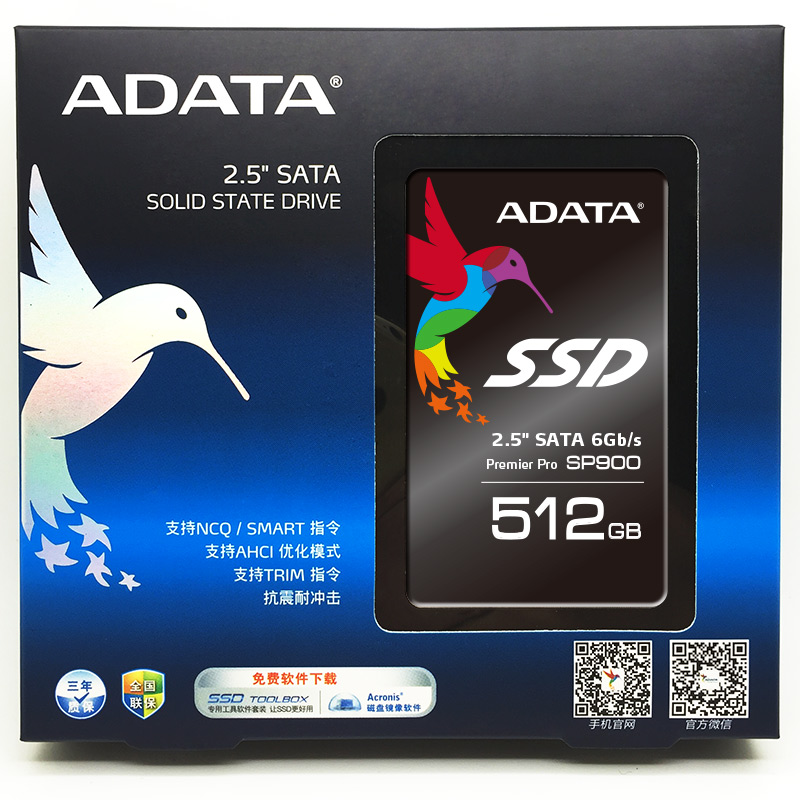 ADATA®
2.5" SATA
SOLID STATE DRIVE
ADATA®
SSD
2.5" SATA 6Gb/s
Premier Pro SP900
512GB
支持NCQ / SMART 指令
支持AHCI 优化模式
支持TRIM 指令
抗震耐冲击
三年
质保
全国
联保
免费软件下载
SSD TOOLBOX
专用工具软件套装 让SSD更好用
Acronis®
磁盘镜像软件
手机官网
官方微信